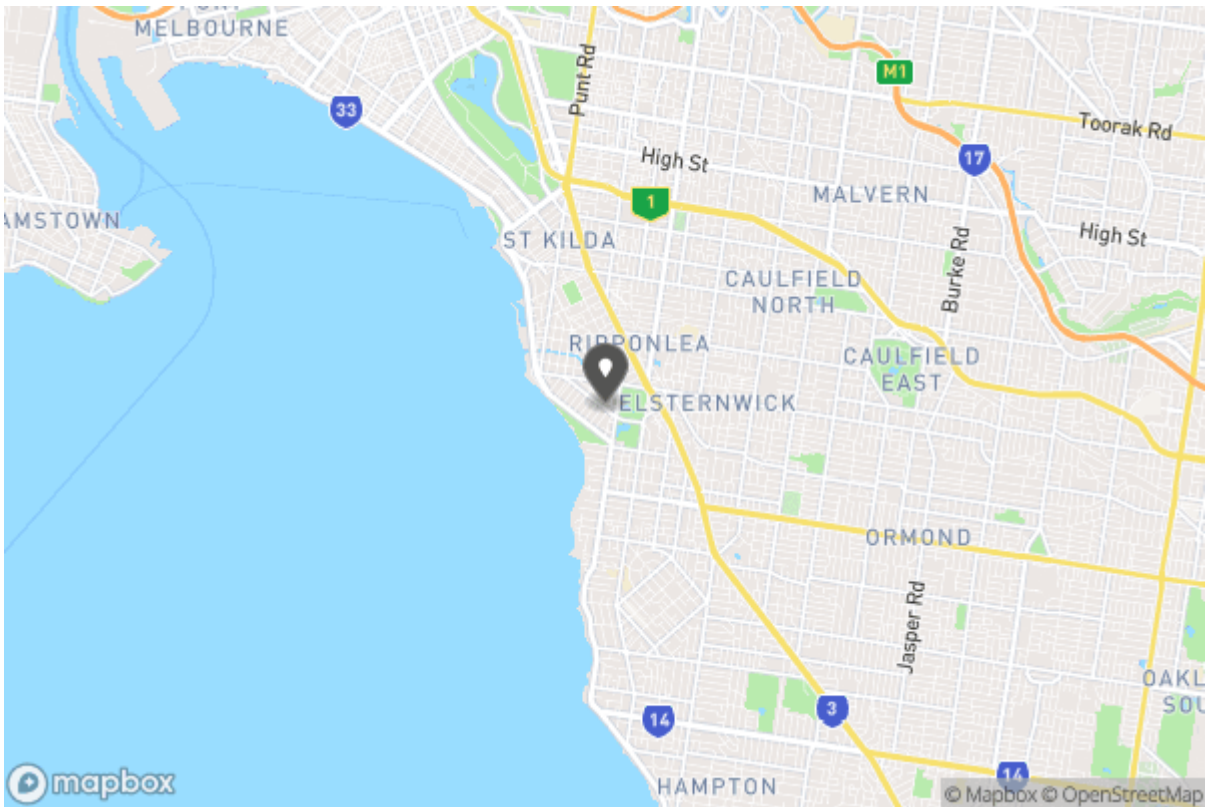 MELBOURNE
33
Punt Rd
M1
Toorak Rd
High St
17
MALVERN
1
High St
AMSTOWN
ST KILDA
Burke Rd
CAULFIELD
NORTH
RIPPONLEA
CAULFIELD
EAST
ELSTERNWICK
ORMOND
Jasper Rd
OAKL
SOU
3
14
14
HAMPTON
mapbox
© Mapbox © OpenStreetMap